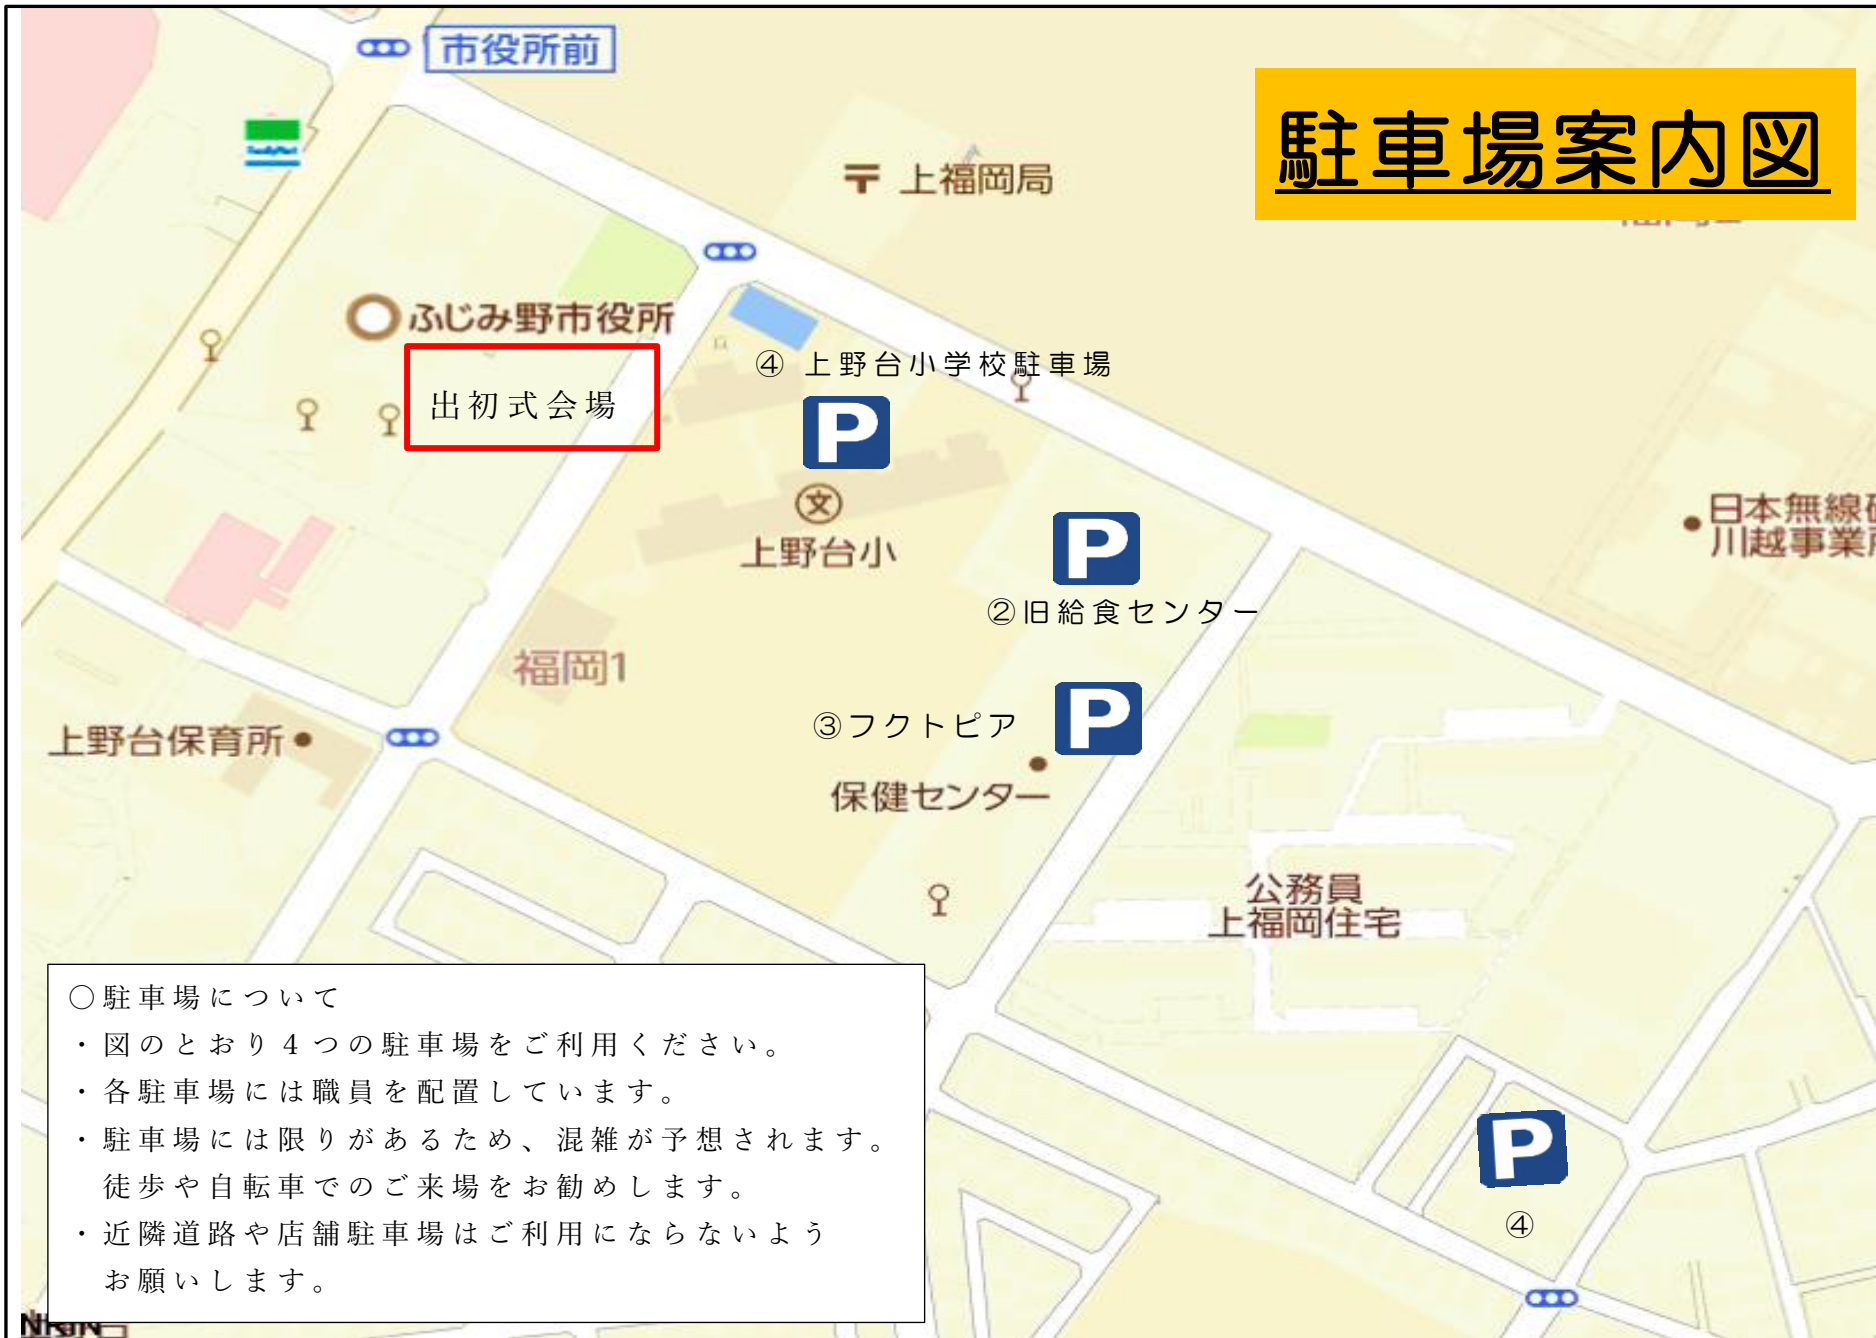 市役所前
駐車場案内図
〒 上福岡局
ふじみ野市役所
出初式会場
④ 上野台小学校駐車場
P
文
上野台小
日本無線
川越事業
P
②旧給食センター
福岡1
③フクトピア
P
保健センター
上野台保育所
公務員
上福岡住宅
○駐車場について
・図のとおり4つの駐車場をご利用ください。
・各駐車場には職員を配置しています。
・駐車場には限りがあるため、混雑が予想されます。
徒歩や自転車でのご来場をお勧めします。
・近隣道路や店舗駐車場はご利用にならないよう
お願いします。
P
④